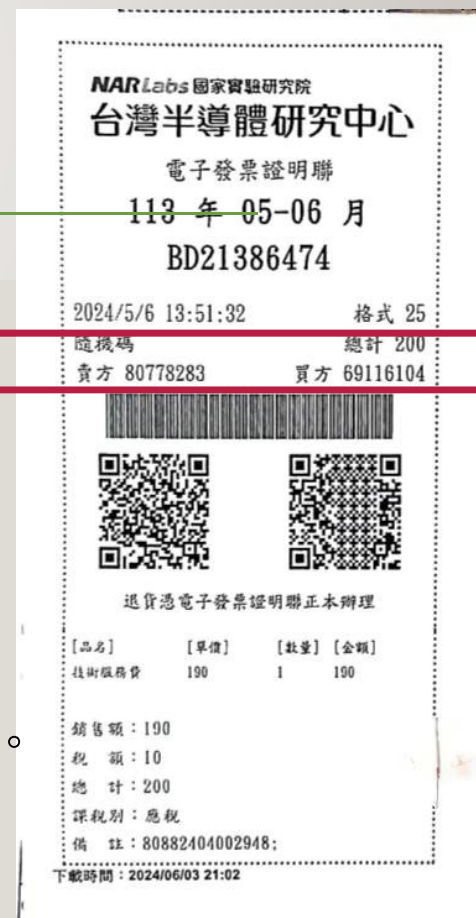 NARLabs 國家實驗研究院
台灣半導體研究中心
電子發票證明聯
113 年 05-06 月
BD21386474
2024/5/6 13:51:32 格式 25
隨機碼 總計 200
賣方 80778283 買方 69116104
退貨憑電子發票證明聯正本辦理
[品名] [單價] [數量] [金額]
技術服務費 190 1 190
銷售額：190
稅 額：10
總 計：200
課稅別：應稅
備 註：80882404002948;
下載時間：2024/06/03 21:02